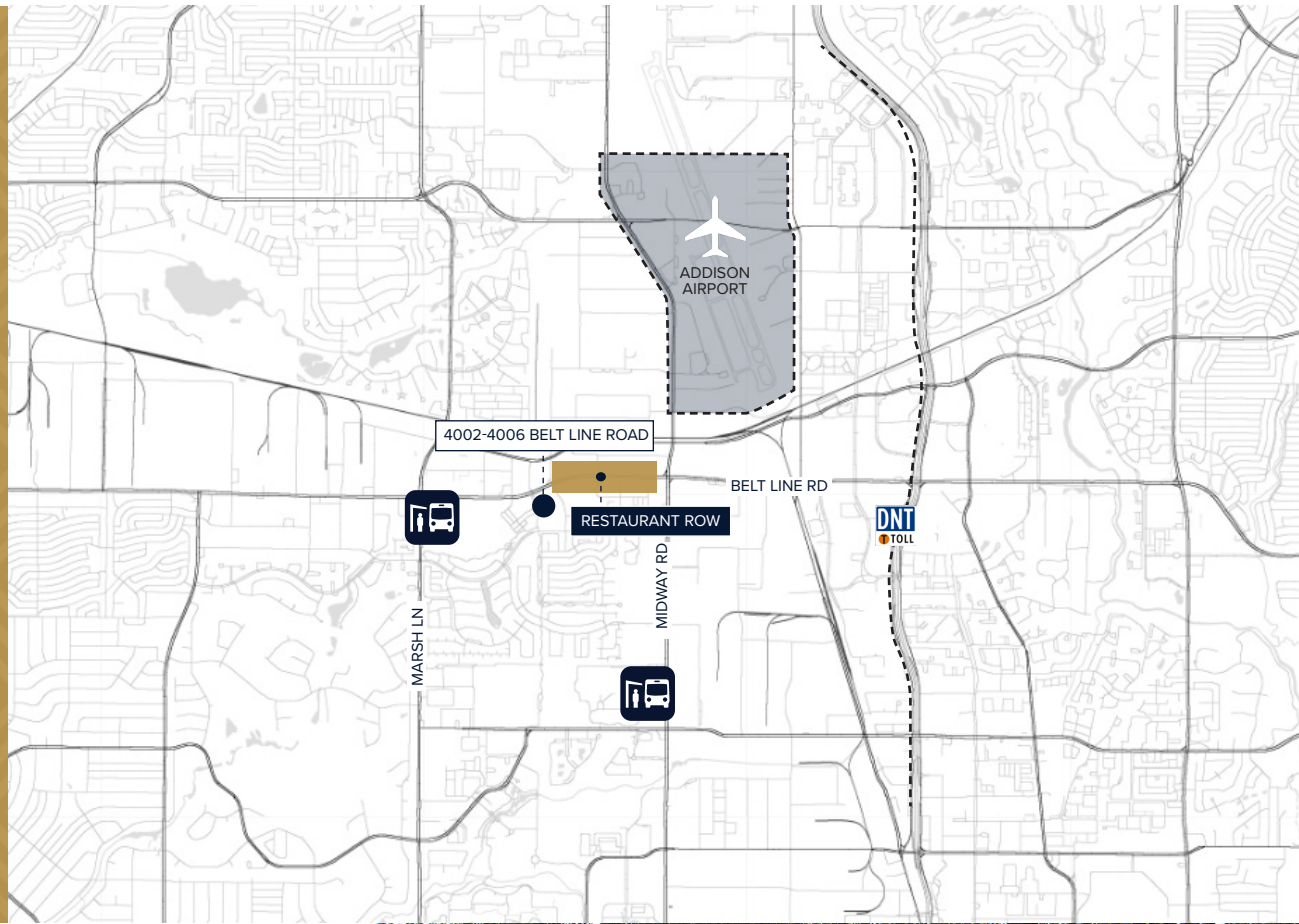 ADDISON
AIRPORT
4002-4006 BELT LINE ROAD
BELT LINE RD
RESTAURANT ROW
DNT
T TOLL
MIDWAY RD
MARSH LN